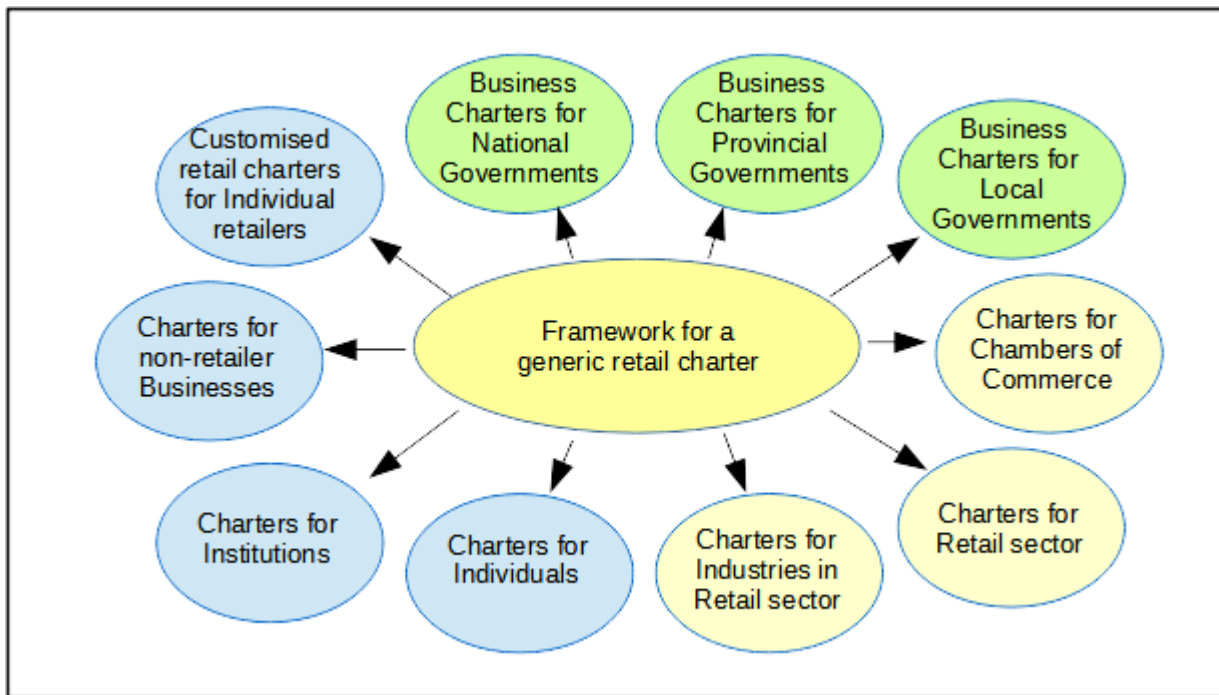 Business
Charters for
National
Governments
Business
Charters for
Provincial
Governments
Business
Charters for
Local
Governments
Customised
retail charters
for Individual
retailers
Framework for a
generic retail charter
Charters for
Chambers of
Commerce
Charters for
non-retailer
Businesses
Charters for
Institutions
Charters for
Individuals
Charters for
Industries in
Retail sector
Charters for
Retail sector